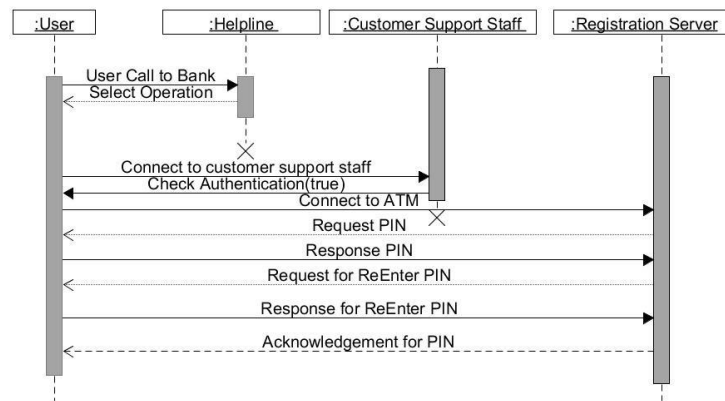 :User
:Helpline
:Customer Support Staff
:Registration Server
User Call to Bank
Select Operation
Connect to customer support staff
Check Authentication(true)
Connect to ATM
Request PIN
Response PIN
Request for ReEnter PIN
Response for ReEnter PIN
Acknowledgement for PIN